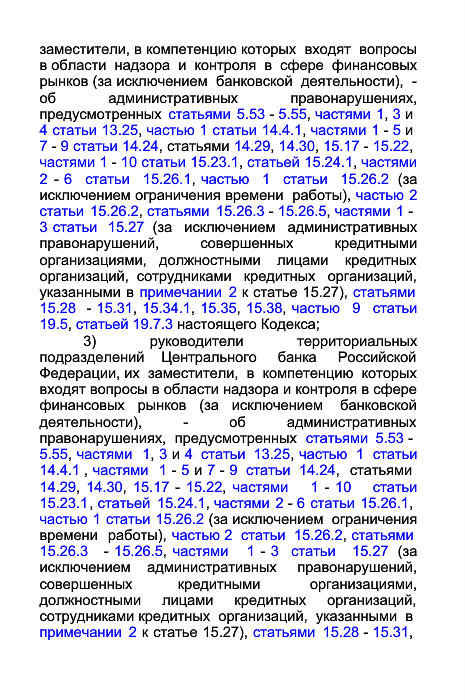 заместители, в компетенцию которых входят вопросы
в области надзора и контроля в сфере финансовых
рынков (за исключением банковской деятельности), -
об административных правонарушениях,
предусмотренных статьями 5.53 - 5.55, частями 1, 3 и
4 статьи 13.25, частью 1 статьи 14.4.1, частями 1 - 5 и
7 - 9 статьи 14.24, статьями 14.29, 14.30, 15.17 - 15.22,
частями 1 - 10 статьи 15.23.1, статьей 15.24.1, частями
2 - 6 статьи 15.26.1, частью 1 статьи 15.26.2 (за
исключением ограничения времени работы), частью 2
статьи 15.26.2, статьями 15.26.3 - 15.26.5, частями 1 -
3 статьи 15.27 (за исключением административных
правонарушений, совершенных кредитными
организациями, должностными лицами кредитных
организаций, сотрудниками кредитных организаций,
указанными в примечании 2 к статье 15.27), статьями
15.28 - 15.31, 15.34.1, 15.35, 15.38, частью 9 статьи
19.5, статьей 19.7.3 настоящего Кодекса;
3) руководители территориальных
подразделений Центрального банка Российской
Федерации, их заместители, в компетенцию которых
входят вопросы в области надзора и контроля в сфере
финансовых рынков (за исключением банковской
деятельности), - об административных
правонарушениях, предусмотренных статьями 5.53 -
5.55, частями 1, 3 и 4 статьи 13.25, частью 1 статьи
14.4.1 , частями 1 - 5 и 7 - 9 статьи 14.24, статьями
14.29, 14.30, 15.17 - 15.22, частями 1 - 10 статьи
15.23.1, статьей 15.24.1, частями 2 - 6 статьи 15.26.1,
частью 1 статьи 15.26.2 (за исключением ограничения
времени работы), частью 2 статьи 15.26.2, статьями
15.26.3 - 15.26.5, частями 1 - 3 статьи 15.27 (за
исключением административных правонарушений,
совершенных кредитными организациями,
должностными лицами кредитных организаций,
сотрудниками кредитных организаций, указанными в
примечании 2 к статье 15.27), статьями 15.28 - 15.31,